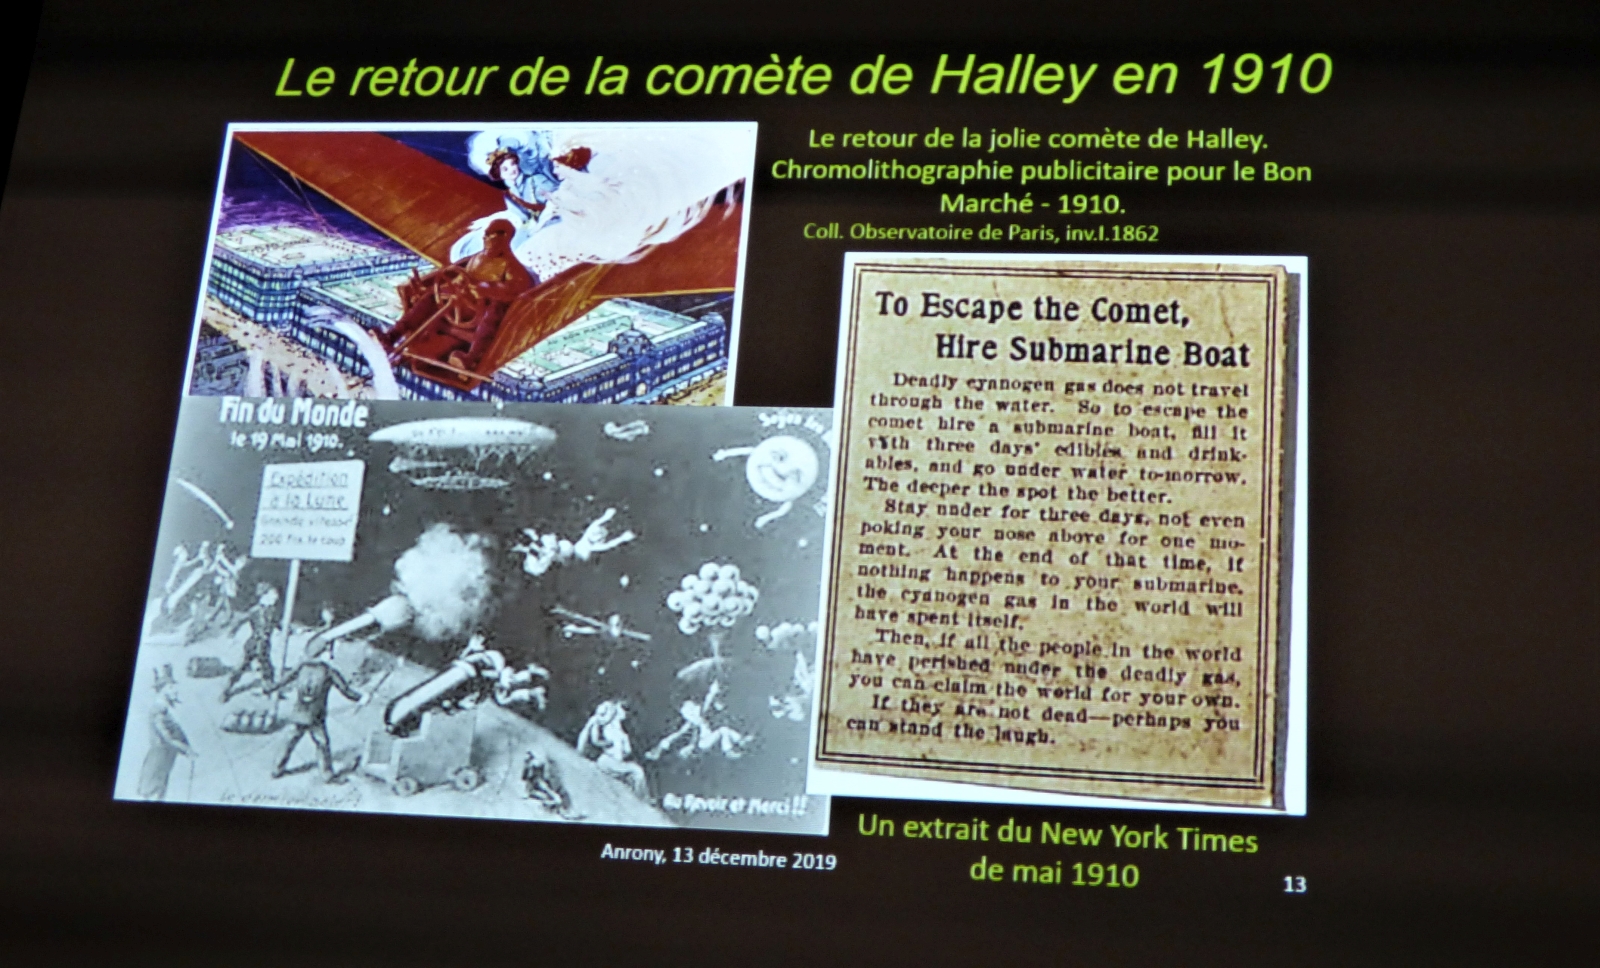 Le retour de la comète de Halley en 1910
Le retour de la jolie comète de Halley.
Chromolithographie publicitaire pour le Bon
Marché - 1910.
Coll. Observatoire de Paris, inv.I.1862
Fin du Monde
le 19 Mai 1910.
Expédition
à la Lune
Grande vitesse
200 frs. le coup
Au Revoir et Merci !!
To Escape the Comet,
Hire Submarine Boat
Deadly cyanogen gas does not travel
through the water. So to escape the
comet hire a submarine boat, fill it
with three days' edibles and drink-
ables, and go under water to-morrow.
The deeper the spot the better.
Stay under for three days, not even
poking your nose above for one mo-
ment. At the end of that time, if
nothing happens to your submarine,
the cyanogen gas in the world will
have spent itself.
Then, if all the people in the world
have perished under the deadly gas,
you can claim the world for your own.
If they are not dead—perhaps you
can stand the laugh.
Un extrait du New York Times
de mai 1910
Anrony, 13 décembre 2019
13